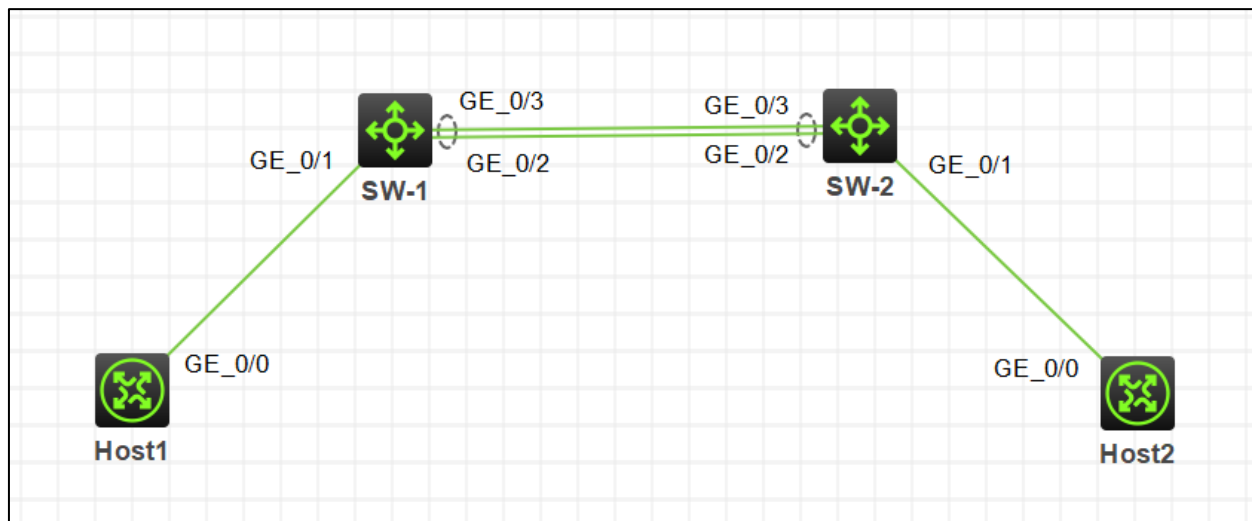 GE_0/3
GE_0/3
GE_0/1
GE_0/2
GE_0/2
GE_0/1
SW-1
SW-2
GE_0/0
GE_0/0
Host1
Host2